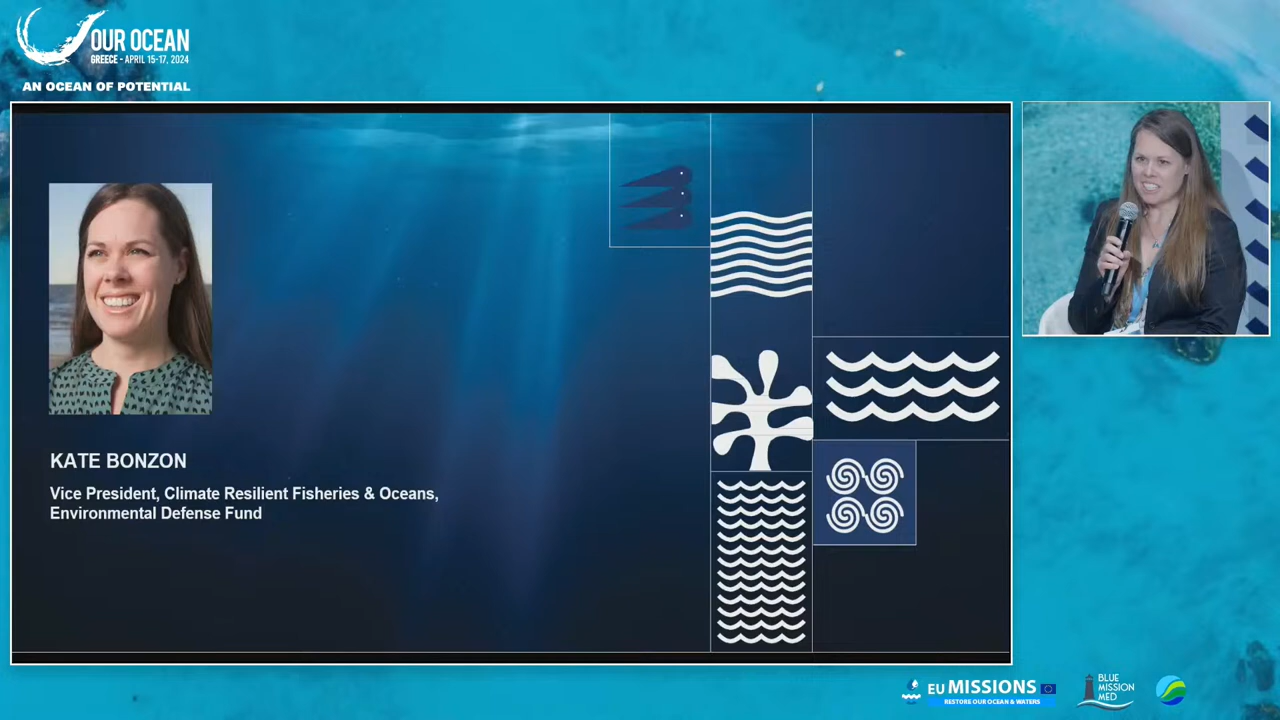 OUR OCEAN
GREECE - APRIL 15-17, 2024
AN OCEAN OF POTENTIAL
KATE BONZON
Vice President, Climate Resilient Fisheries & Oceans,
Environmental Defense Fund
EU MISSIONS
RESTORE OUR OCEAN & WATERS
BLUE
MISSION
MED